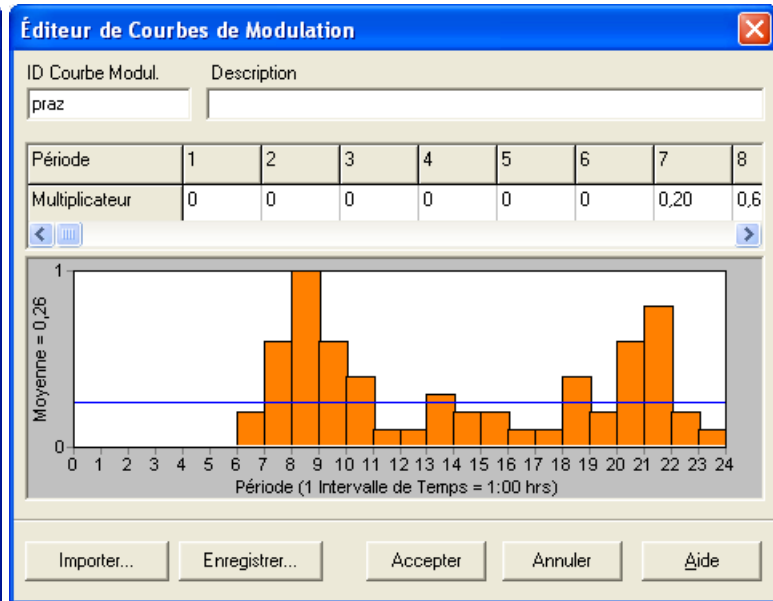 Éditeur de Courbes de Modulation
ID Courbe Modul. Description
praz
Période 1 2 3 4 5 6 7 8
Multiplicateur 0 0 0 0 0 0 0,20 0,6
1
Moyenne = 0,26
0
0 1 2 3 4 5 6 7 8 9 10 11 12 13 14 15 16 17 18 19 20 21 22 23 24
Période (1 Intervalle de Temps = 1:00 hrs)
Importer... Enregistrer... Accepter Annuler Aide